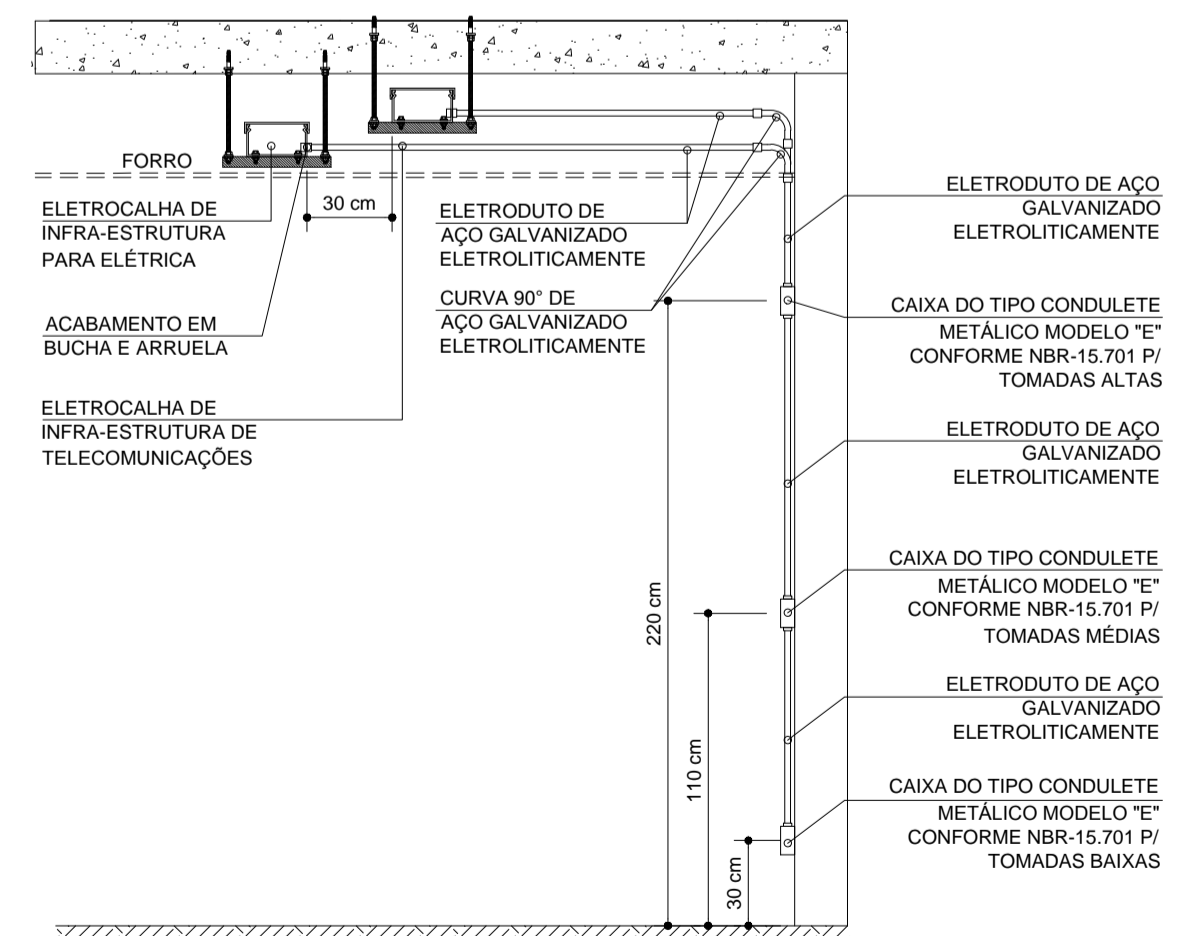 FORRO
ELETROCALHA DE
INFRA-ESTRUTURA
PARA ELÉTRICA
ACABAMENTO EM
BUCHA E ARRUELA
ELETROCALHA DE
INFRA-ESTRUTURA DE
TELECOMUNICAÇÕES
30 cm
ELETRODUTO DE
AÇO GALVANIZADO
ELETROLITICAMENTE
CURVA 90° DE
AÇO GALVANIZADO
ELETROLITICAMENTE
220 cm
110 cm
30 cm
ELETRODUTO DE AÇO
GALVANIZADO
ELETROLITICAMENTE
CAIXA DO TIPO CONDULETE
METÁLICO MODELO "E"
CONFORME NBR-15.701 P/
TOMADAS ALTAS
ELETRODUTO DE AÇO
GALVANIZADO
ELETROLITICAMENTE
CAIXA DO TIPO CONDULETE
METÁLICO MODELO "E"
CONFORME NBR-15.701 P/
TOMADAS MÉDIAS
ELETRODUTO DE AÇO
GALVANIZADO
ELETROLITICAMENTE
CAIXA DO TIPO CONDULETE
METÁLICO MODELO "E"
CONFORME NBR-15.701 P/
TOMADAS BAIXAS